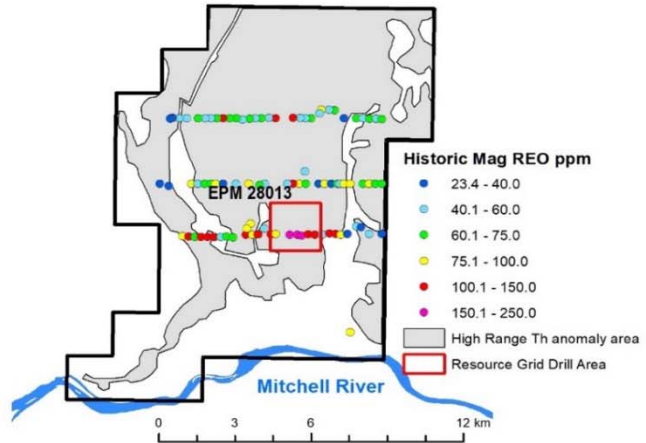 EPM 28013
Historic Mag REO ppm
23.4 - 40.0
40.1 - 60.0
60.1 - 75.0
75.1 - 100.0
100.1 - 150.0
150.1 - 250.0
High Range Th anomaly area
Resource Grid Drill Area
Mitchell River
0 3 6 12 km